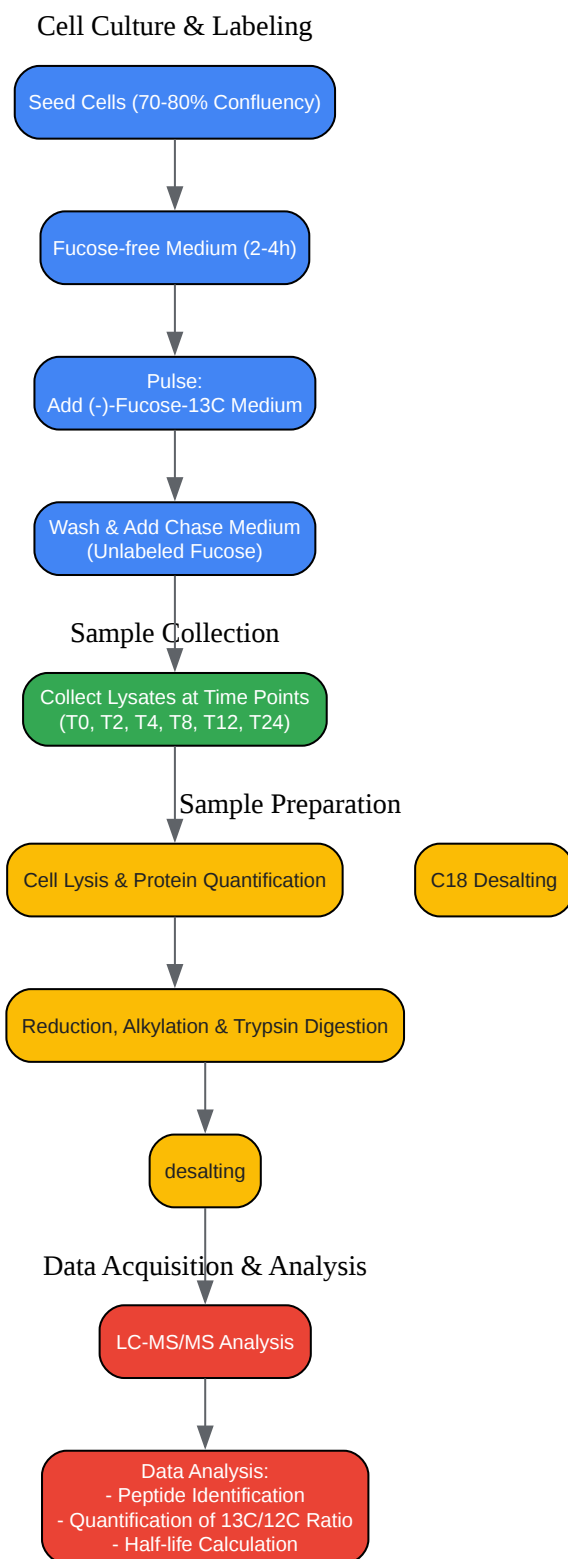 Cell Culture & Labeling
Seed Cells (70-80% Confluency)
Fucose-free Medium (2-4h)
Pulse:
Add (-)-Fucose-13C Medium
Wash & Add Chase Medium
(Unlabeled Fucose)
Sample Collection
Collect Lysates at Time Points
(T0, T2, T4, T8, T12, T24)
Sample Preparation
Cell Lysis & Protein Quantification
C18 Desalting
Reduction, Alkylation & Trypsin Digestion
desalting
Data Acquisition & Analysis
LC-MS/MS Analysis
Data Analysis:
- Peptide Identification
- Quantification of 13C/12C Ratio
- Half-life Calculation